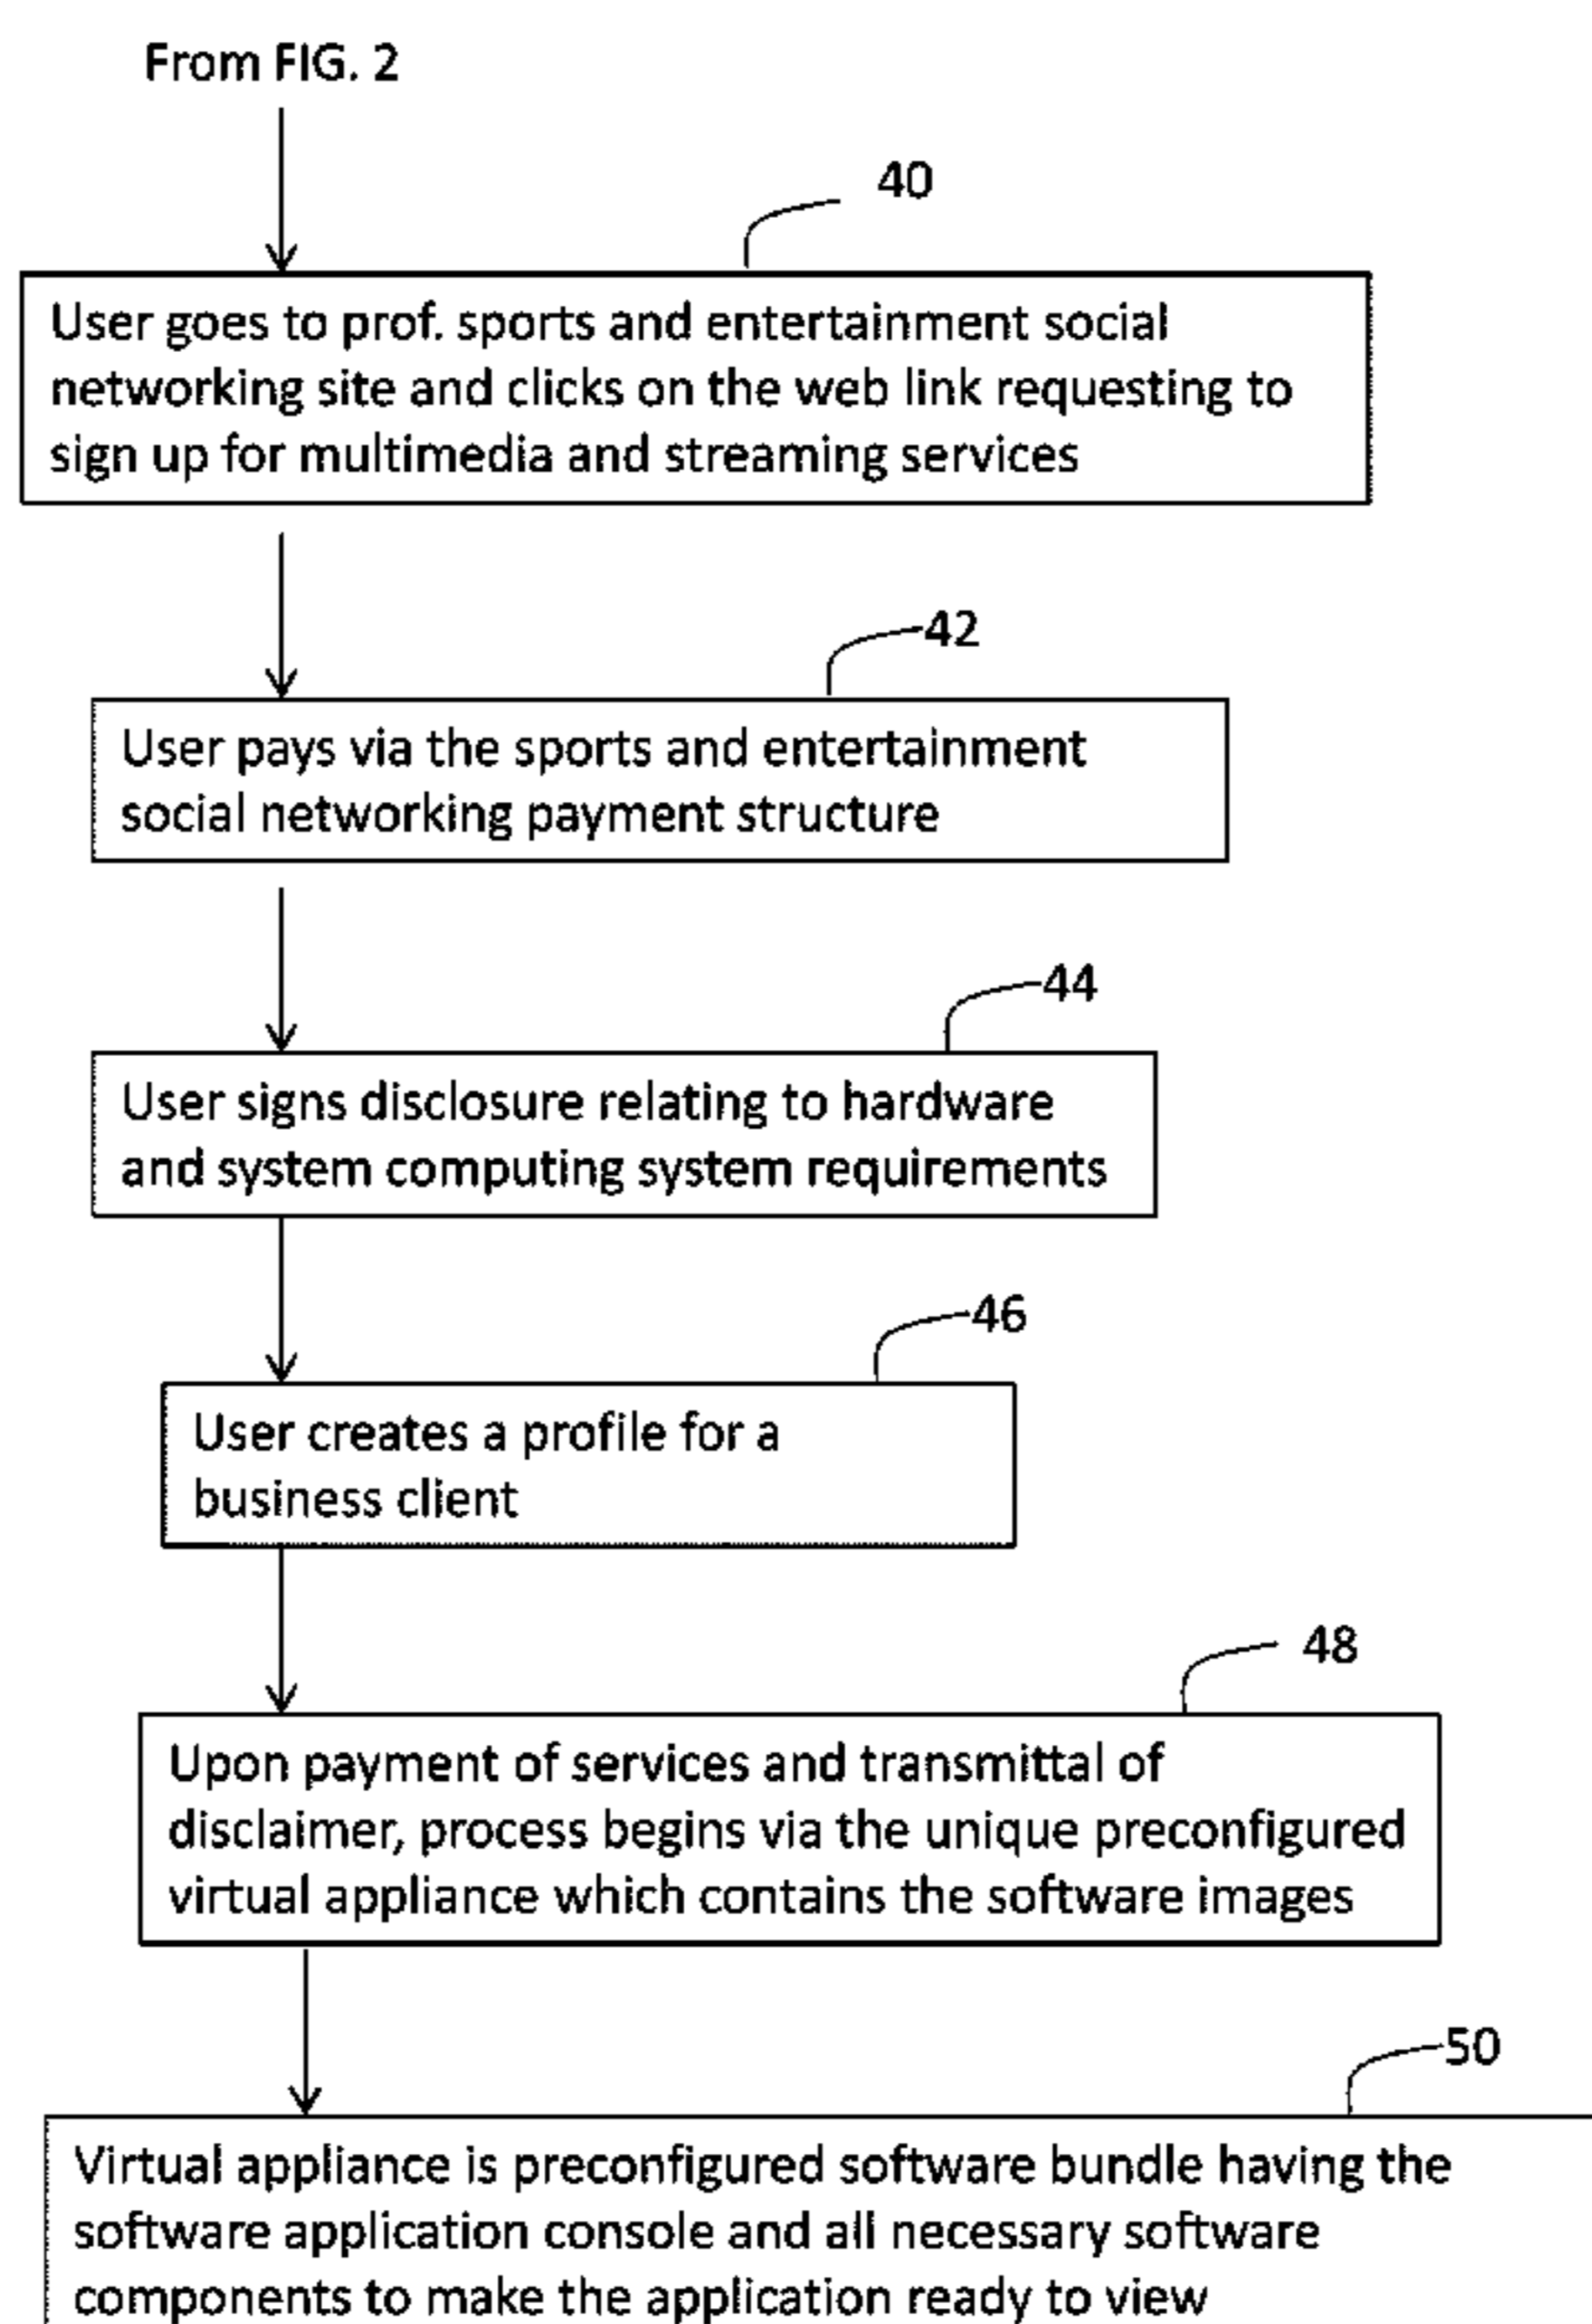 From FIG. 2
40
User goes to prof. sports and entertainment social
networking site and clicks on the web link requesting to
sign up for multimedia and streaming services
42
User pays via the sports and entertainment
social networking payment structure
44
User signs disclosure relating to hardware
and system computing system requirements
46
User creates a profile for a
business client
48
Upon payment of services and transmittal of
disclaimer, process begins via the unique preconfigured
virtual appliance which contains the software images
50
Virtual appliance is preconfigured software bundle having the
software application console and all necessary software
components to make the application ready to view